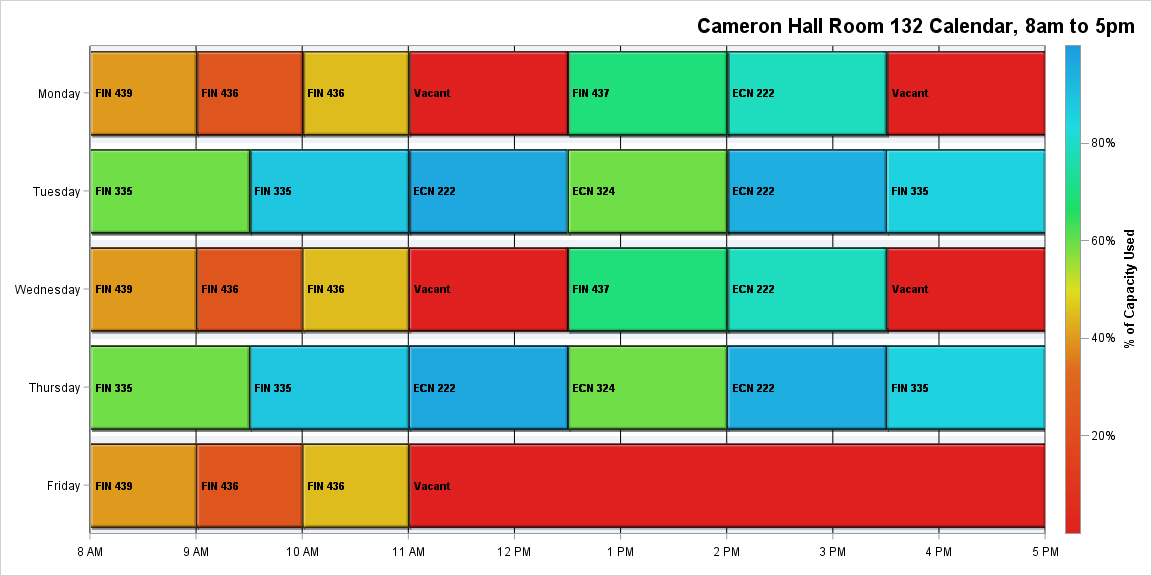 Cameron Hall Room 132 Calendar, 8am to 5pm
Monday FIN 439 FIN 436 FIN 436 Vacant FIN 437 ECN 222 Vacant
80%
Tuesday FIN 335 FIN 335 ECN 222 ECN 324 ECN 222 FIN 335
60%
Wednesday FIN 439 FIN 436 FIN 436 Vacant FIN 437 ECN 222 Vacant
% of Capacity Used
40%
Thursday FIN 335 FIN 335 ECN 222 ECN 324 ECN 222 FIN 335
20%
Friday FIN 439 FIN 436 FIN 436 Vacant
8 AM 9 AM 10 AM 11 AM 12 PM 1 PM 2 PM 3 PM 4 PM 5 PM